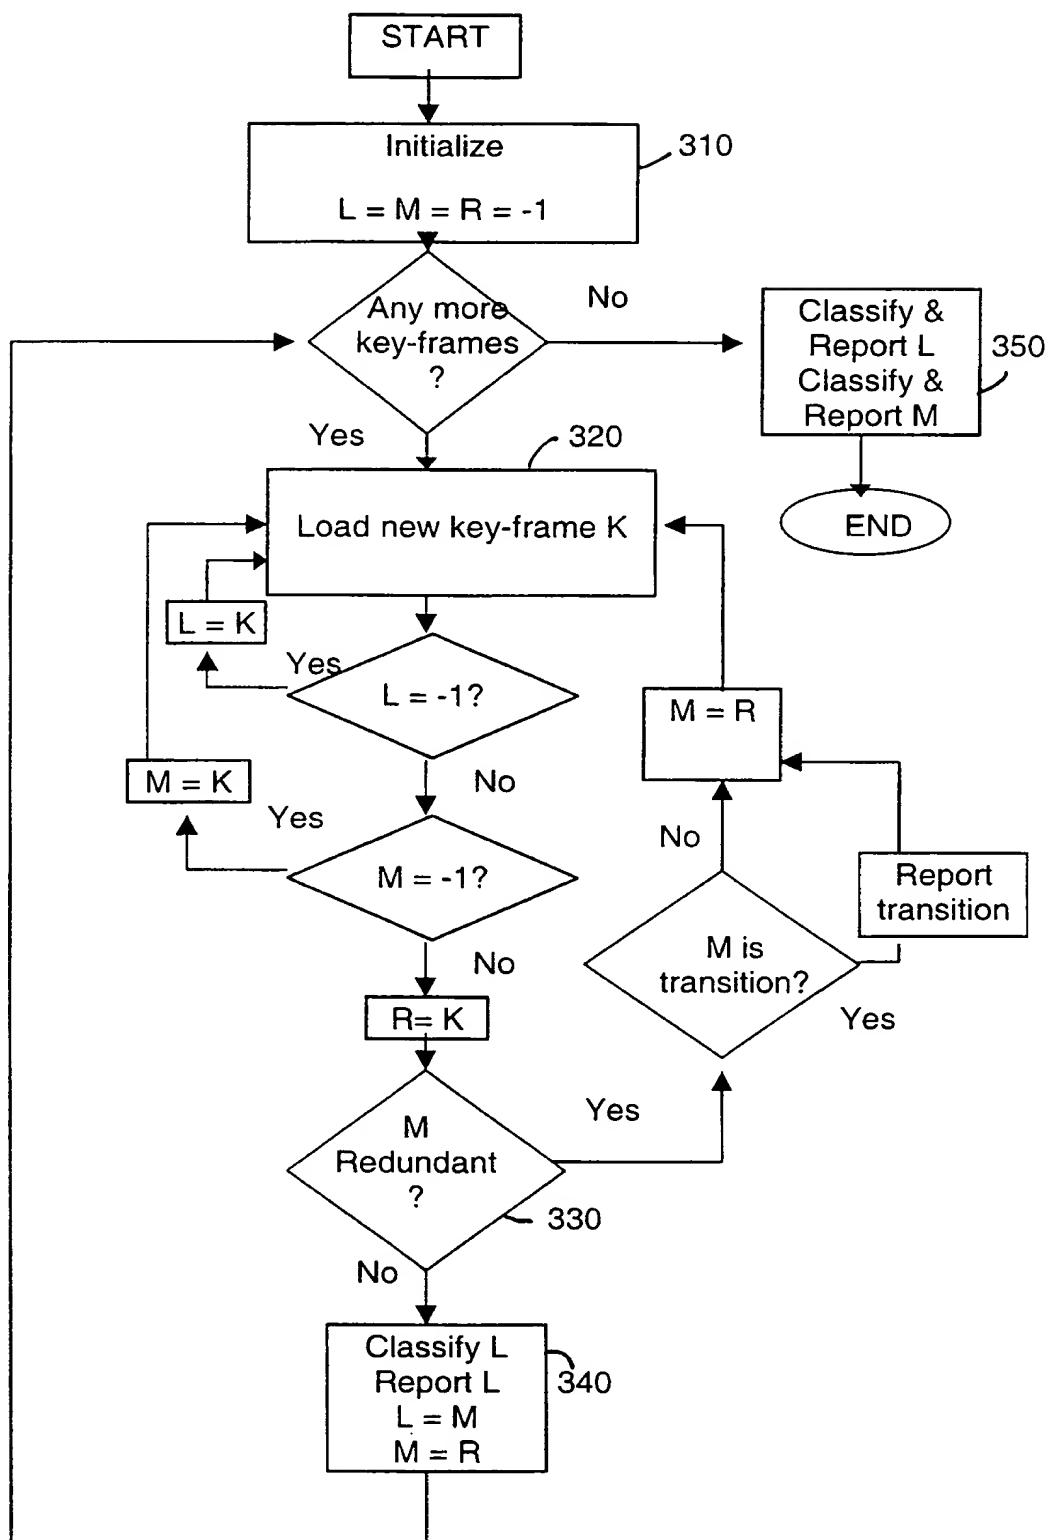 START
Initialize
310
L = M = R = -1
Any more
key-frames
?
No
Classify &
Report L
Classify &
Report M
350
Yes
320
Load new key-frame K
END
L = K
Yes
L = -1?
M = R
No
M = K
Yes
M = -1?
No
Report
transition
M is
transition?
No
Yes
R= K
M
Redundant
?
Yes
330
No
Classify L
Report L
L = M
M = R
340